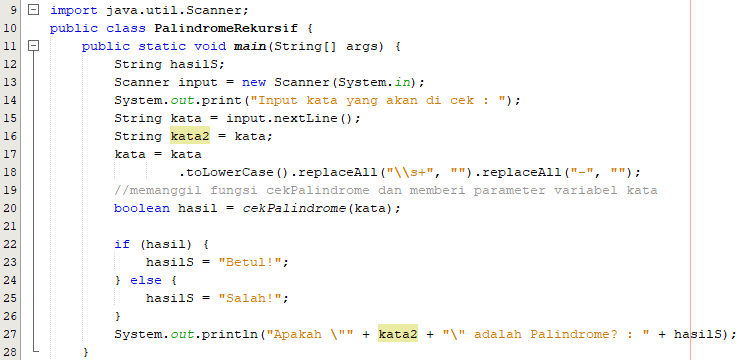 9 import java.util.Scanner;
10 public class PalindromeRekursif {
11 public static void main(String[] args) {
12 String hasilS;
13 Scanner input = new Scanner(System.in);
14 System.out.print("Input kata yang akan di cek : ");
15 String kata = input.nextLine();
16 String kata2 = kata;
17 kata = kata
18 .toLowerCase().replaceAll("\\s+", "").replaceAll("-", "");
19 //memanggil fungsi cekPalindrome dan memberi parameter variabel kata
20 boolean hasil = cekPalindrome(kata);
21
22 if (hasil) {
23 hasilS = "Betul!";
24 } else {
25 hasilS = "Salah!";
26 }
27 System.out.println("Apakah \"" + kata2 + "\" adalah Palindrome? : " + hasilS);
28 }